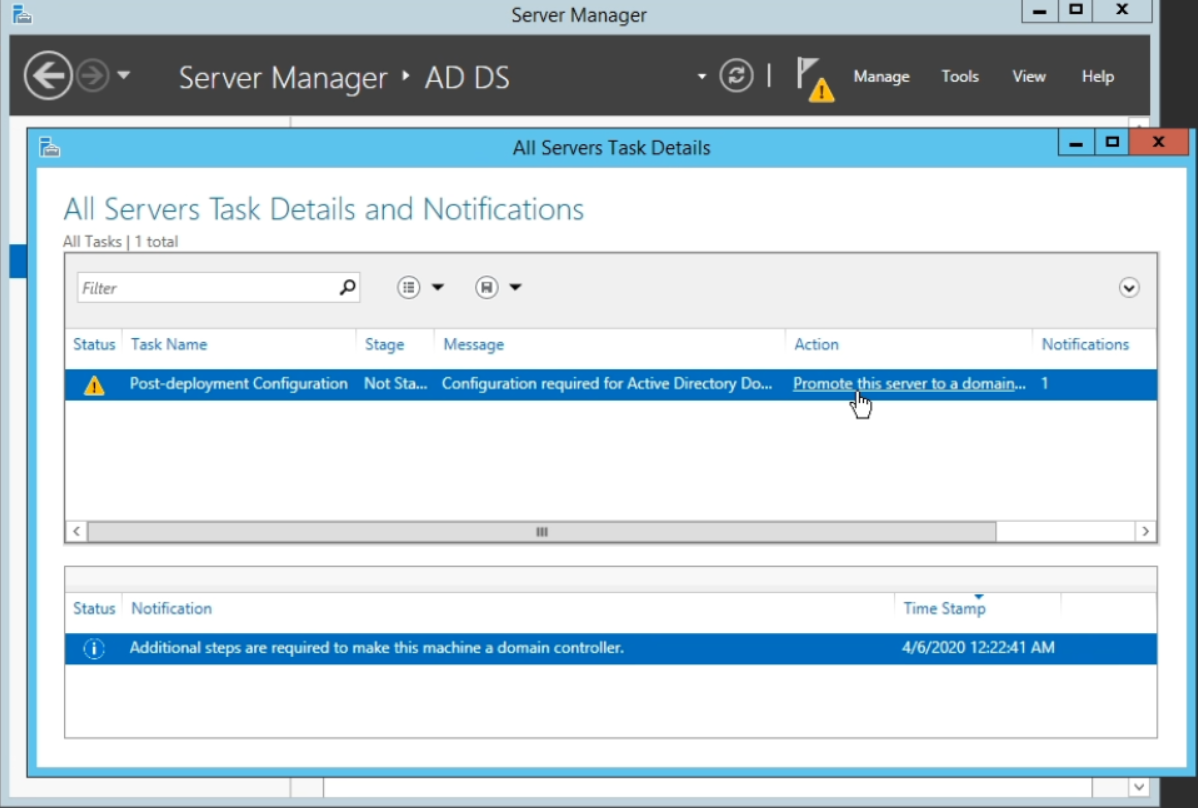 Server Manager
Server Manager ‣ AD DS
Manage Tools View Help
All Servers Task Details
All Servers Task Details and Notifications
All Tasks | 1 total
Filter
Status Task Name Stage Message Action Notifications
Post-deployment Configuration Not Sta... Configuration required for Active Directory Do... Promote this server to a domain... 1
Status Notification Time Stamp
Additional steps are required to make this machine a domain controller. 4/6/2020 12:22:41 AM